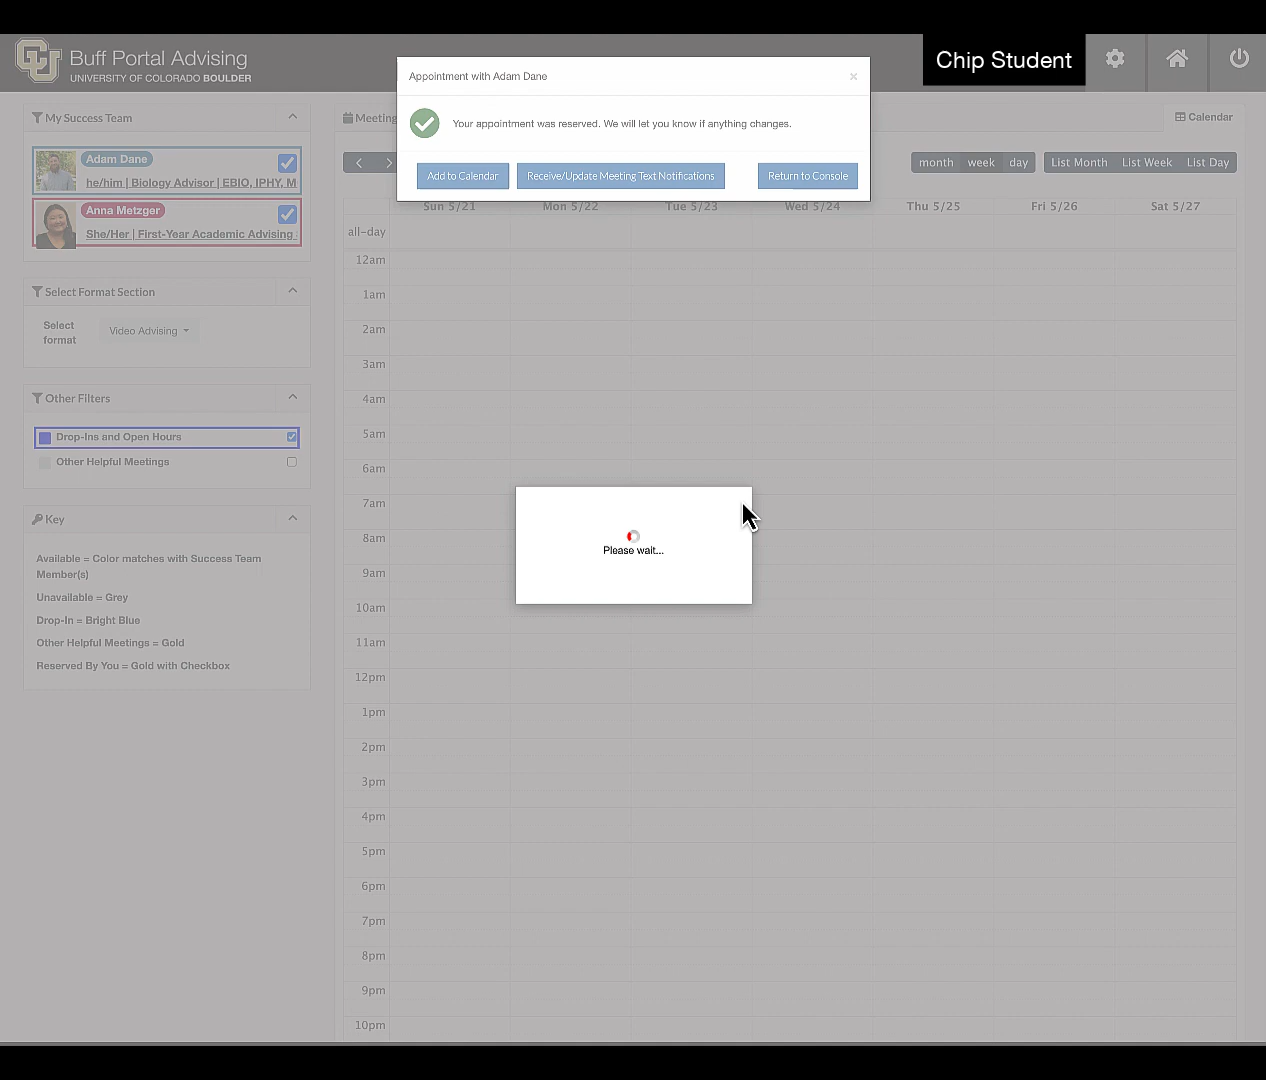 CU
Buff Portal Advising
UNIVERSITY OF COLORADO BOULDER
Chip Student
Appointment with Adam Dane
×
Your appointment was reserved. We will let you know if anything changes.
Add to Calendar
Receive/Update Meeting Text Notifications
Return to Console
My Success Team
Adam Dane
he/him | Biology Advisor | EBIO, IPHY, M
Anna Metzger
She/Her | First-Year Academic Advising
Select Format Section
Select
format
Video Advising
Other Filters
Drop-Ins and Open Hours
Other Helpful Meetings
Key
Available = Color matches with Success Team
Member(s)
Unavailable = Grey
Drop-In = Bright Blue
Other Helpful Meetings = Gold
Reserved By You = Gold with Checkbox
Meeting
Calendar
month week day
List Month List Week List Day
Sun 5/21 Mon 5/22 Tue 5/23 Wed 5/24 Thu 5/25 Fri 5/26 Sat 5/27
all-day
12am
1am
2am
3am
4am
5am
6am
7am
8am
9am
10am
11am
12pm
1pm
2pm
3pm
4pm
5pm
6pm
7pm
8pm
9pm
10pm
Please wait...